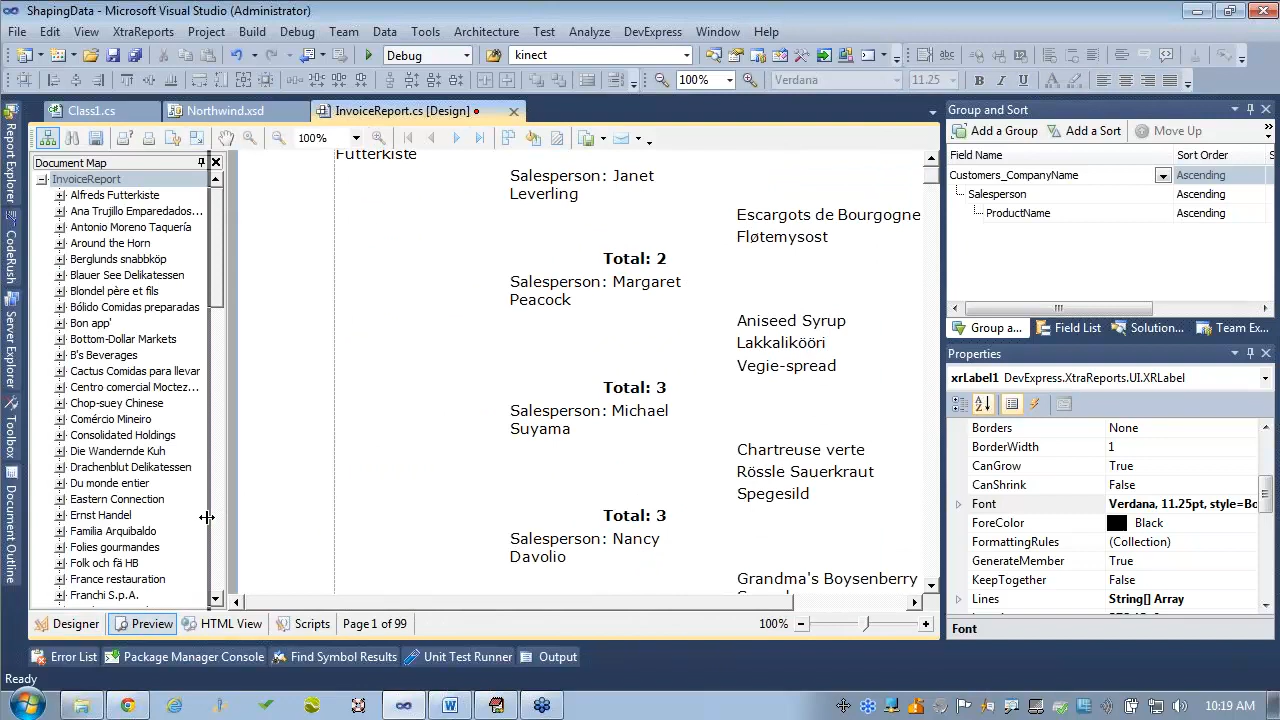 ShapingData - Microsoft Visual Studio (Administrator)
File Edit View XtraReports Project Build Debug Team Data Tools Architecture Test Analyze DevExpress Window Help
Debug kinect
100% Verdana 11.25 B I U
Class1.cs Northwind.xsd InvoiceReport.cs [Design]
100%
Document Map
InvoiceReport
Alfreds Futterkiste
Ana Trujillo Emparedados...
Antonio Moreno Taquería
Around the Horn
Berglunds snabbköp
Blauer See Delikatessen
Blondel père et fils
Bólido Comidas preparadas
Bon app'
Bottom-Dollar Markets
B's Beverages
Cactus Comidas para llevar
Centro comercial Moctez...
Chop-suey Chinese
Comércio Mineiro
Consolidated Holdings
Die Wandernde Kuh
Drachenblut Delikatessen
Du monde entier
Eastern Connection
Ernst Handel
Familia Arquibaldo
Folies gourmandes
Folk och fä HB
France restauration
Franchi S.p.A.
Futterkiste
Salesperson: Janet
Leverling
Escargots de Bourgogne
Fløtemysost
Total: 2
Salesperson: Margaret
Peacock
Aniseed Syrup
Lakkalikööri
Vegie-spread
Total: 3
Salesperson: Michael
Suyama
Chartreuse verte
Rössle Sauerkraut
Spegesild
Total: 3
Salesperson: Nancy
Davolio
Grandma's Boysenberry
Designer Preview HTML View Scripts Page 1 of 99 100%
Group and Sort
Add a Group Add a Sort Move Up
Field Name Sort Order
Customers_CompanyName Ascending
Salesperson Ascending
ProductName Ascending
Group a... Field List Solution... Team Ex...
Properties
xrLabel1 DevExpress.XtraReports.UI.XRLabel
Borders None
BorderWidth 1
CanGrow True
CanShrink False
Font Verdana, 11.25pt, style=Bo
ForeColor Black
FormattingRules (Collection)
GenerateMember True
KeepTogether False
Lines String[] Array
Font
Report Explorer
CodeRush
Server Explorer
Toolbox
Document Outline
Error List Package Manager Console Find Symbol Results Unit Test Runner Output
Ready
10:19 AM